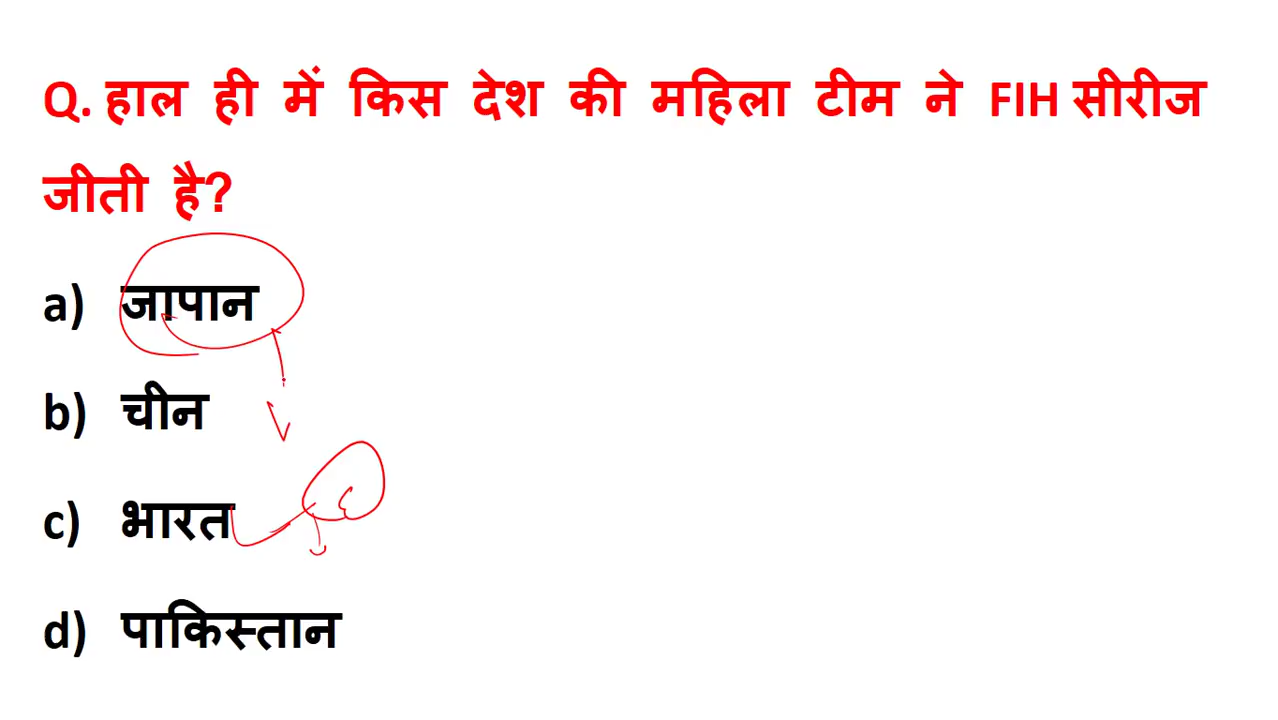 Q. हाल ही में किस देश की महिला टीम ने FIH सीरीज
जीती है?
a) जापान
b) चीन
c) भारत
d) पाकिस्तान